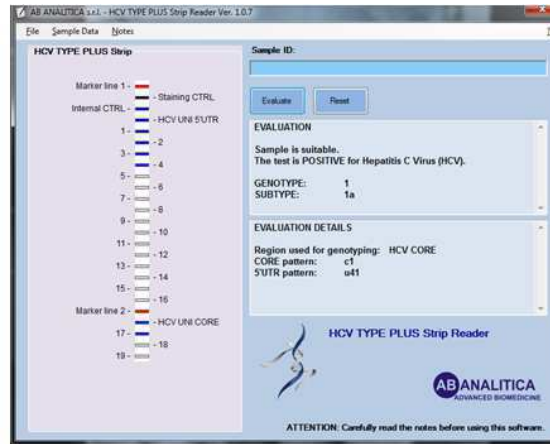 AB ANALITICA s.r.l. - HCV TYPE PLUS Strip Reader Ver. 1.0.7
File Sample Data Notes
HCV TYPE PLUS Strip
Marker line 1 -
- Staining CTRL
Internal CTRL -
- HCV UNI 5'UTR
1 -
- 2
3 -
- 4
5 -
- 6
7 -
- 8
9 -
- 10
11 -
- 12
13 -
- 14
15 -
- 16
Marker line 2 -
- HCV UNI CORE
17 -
- 18
19 -
Sample ID:
Evaluate Reset
EVALUATION
Sample is suitable.
The test is POSITIVE for Hepatitis C Virus (HCV).
GENOTYPE: 1
SUBTYPE: 1a
EVALUATION DETAILS
Region used for genotyping: HCV CORE
CORE pattern: c1
5'UTR pattern: u41
HCV TYPE PLUS Strip Reader
AB ANALITICA
ADVANCED BIOMEDICINE
ATTENTION: Carefully read the notes before using this software.